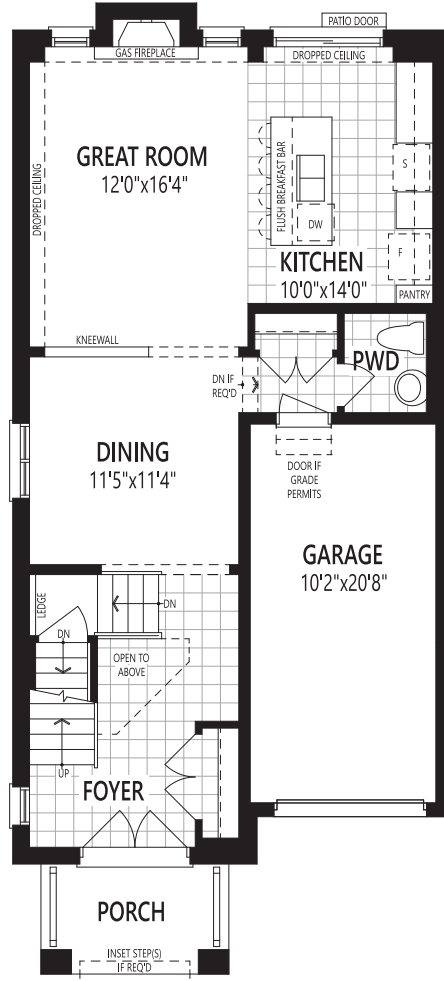 PATIO DOOR
GAS FIREPLACE
DROPPED CEILING
DROPPED CEILING
GREAT ROOM
12'0"x16'4"
FLUSH BREAKFAST BAR
S
DW
F
KITCHEN
10'0"x14'0"
PANTRY
KNEEWALL
PWD
DN IF
REQ'D
DINING
11'5"x11'4"
DOOR IF
GRADE
PERMITS
GARAGE
10'2"x20'8"
LEDGE
DN
DN
OPEN TO
ABOVE
UP
FOYER
PORCH
INSET STEP(S)
IF REQ'D